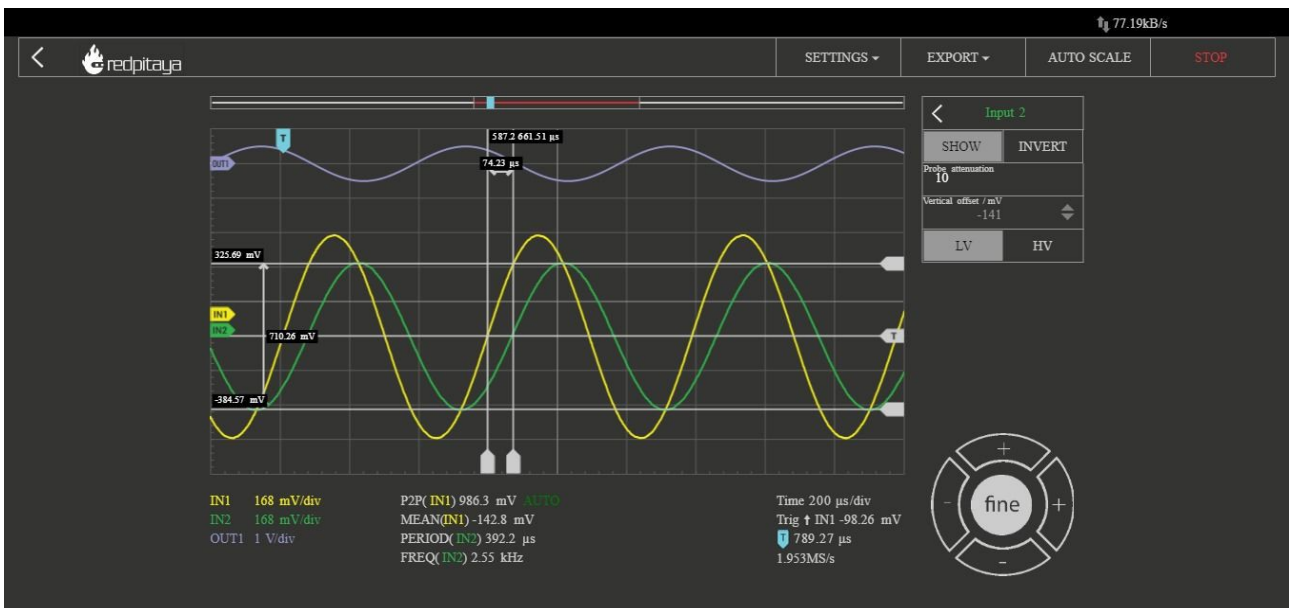 77.19kB/s
redpitaya
SETTINGS
EXPORT
AUTO SCALE
STOP
Input 2
SHOW INVERT
Probe attenuation
10
Vertical offset / mV
-141
LV HV
T
587.2 661.51 µs
74.23 µs
OUT1
325.69 mV
IN1
IN2
710.26 mV
T
-384.57 mV
+
- fine +
-
IN1 168 mV/div
IN2 168 mV/div
OUT1 1 V/div
P2P( IN1) 986.3 mV AUTO
MEAN(IN1) -142.8 mV
PERIOD( IN2) 392.2 µs
FREQ( IN2) 2.55 kHz
Time 200 µs/div
Trig IN1 -98.26 mV
T 789.27 µs
1.953MS/s